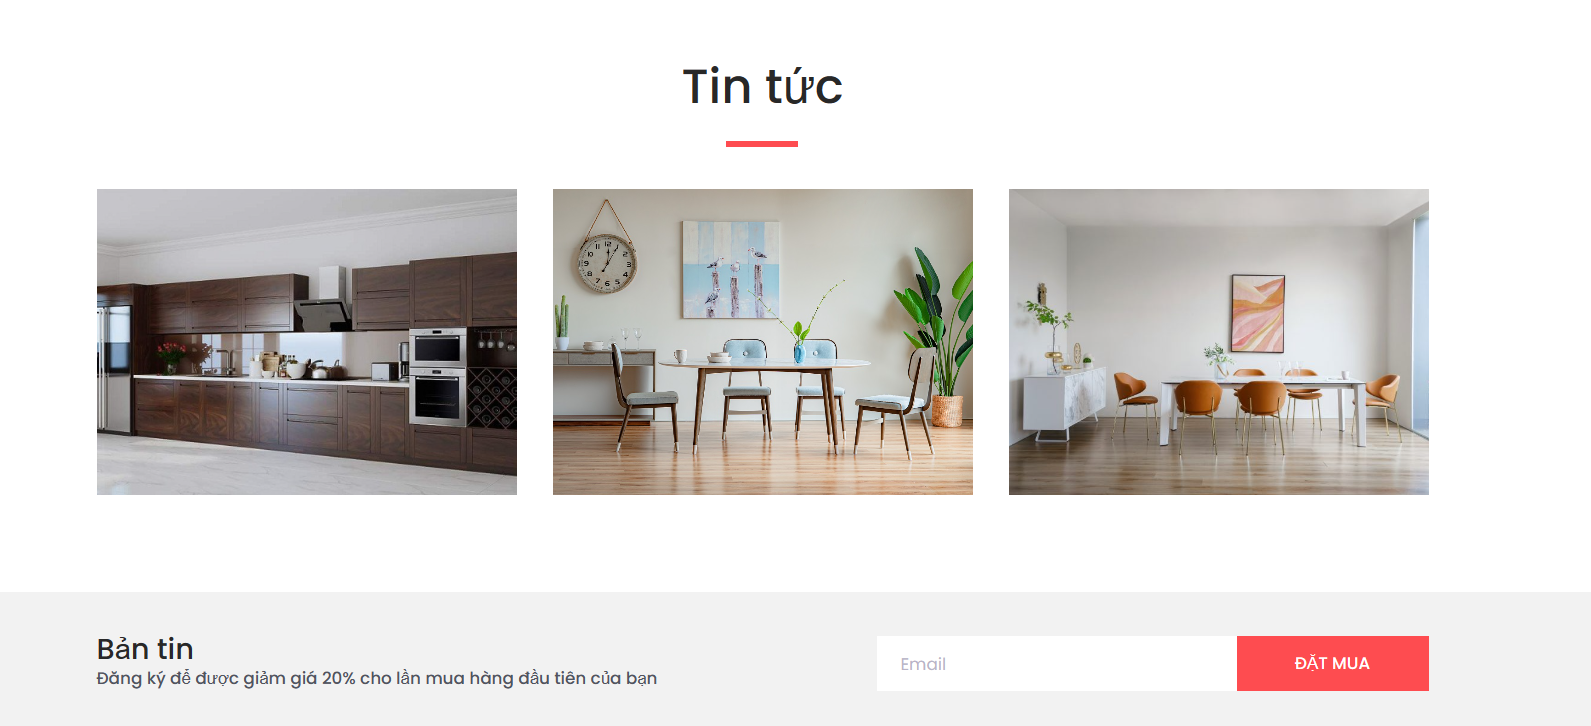 Tin tức
Bản tin
Đăng ký để được giảm giá 20% cho lần mua hàng đầu tiên của bạn
Email
ĐẶT MUA